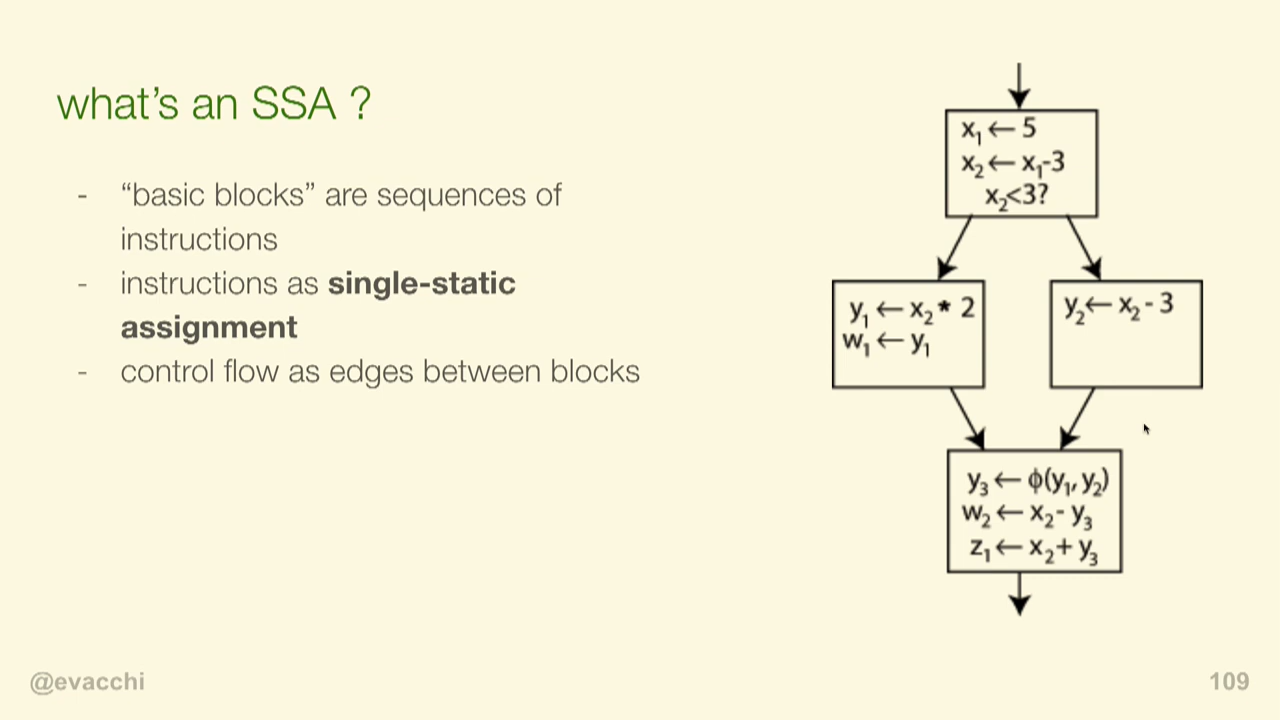 what's an SSA ?
- “basic blocks” are sequences of
instructions
- instructions as single-static
assignment
- control flow as edges between blocks
x₁ ← 5
x₂ ← x₁-3
x₂<3?
y₁ ← x₂ * 2
w₁ ← y₁
y₂ ← x₂ - 3
y₃ ← ϕ(y₁, y₂)
w₂ ← x₂ - y₃
z₁ ← x₂ + y₃
@evacchi
109